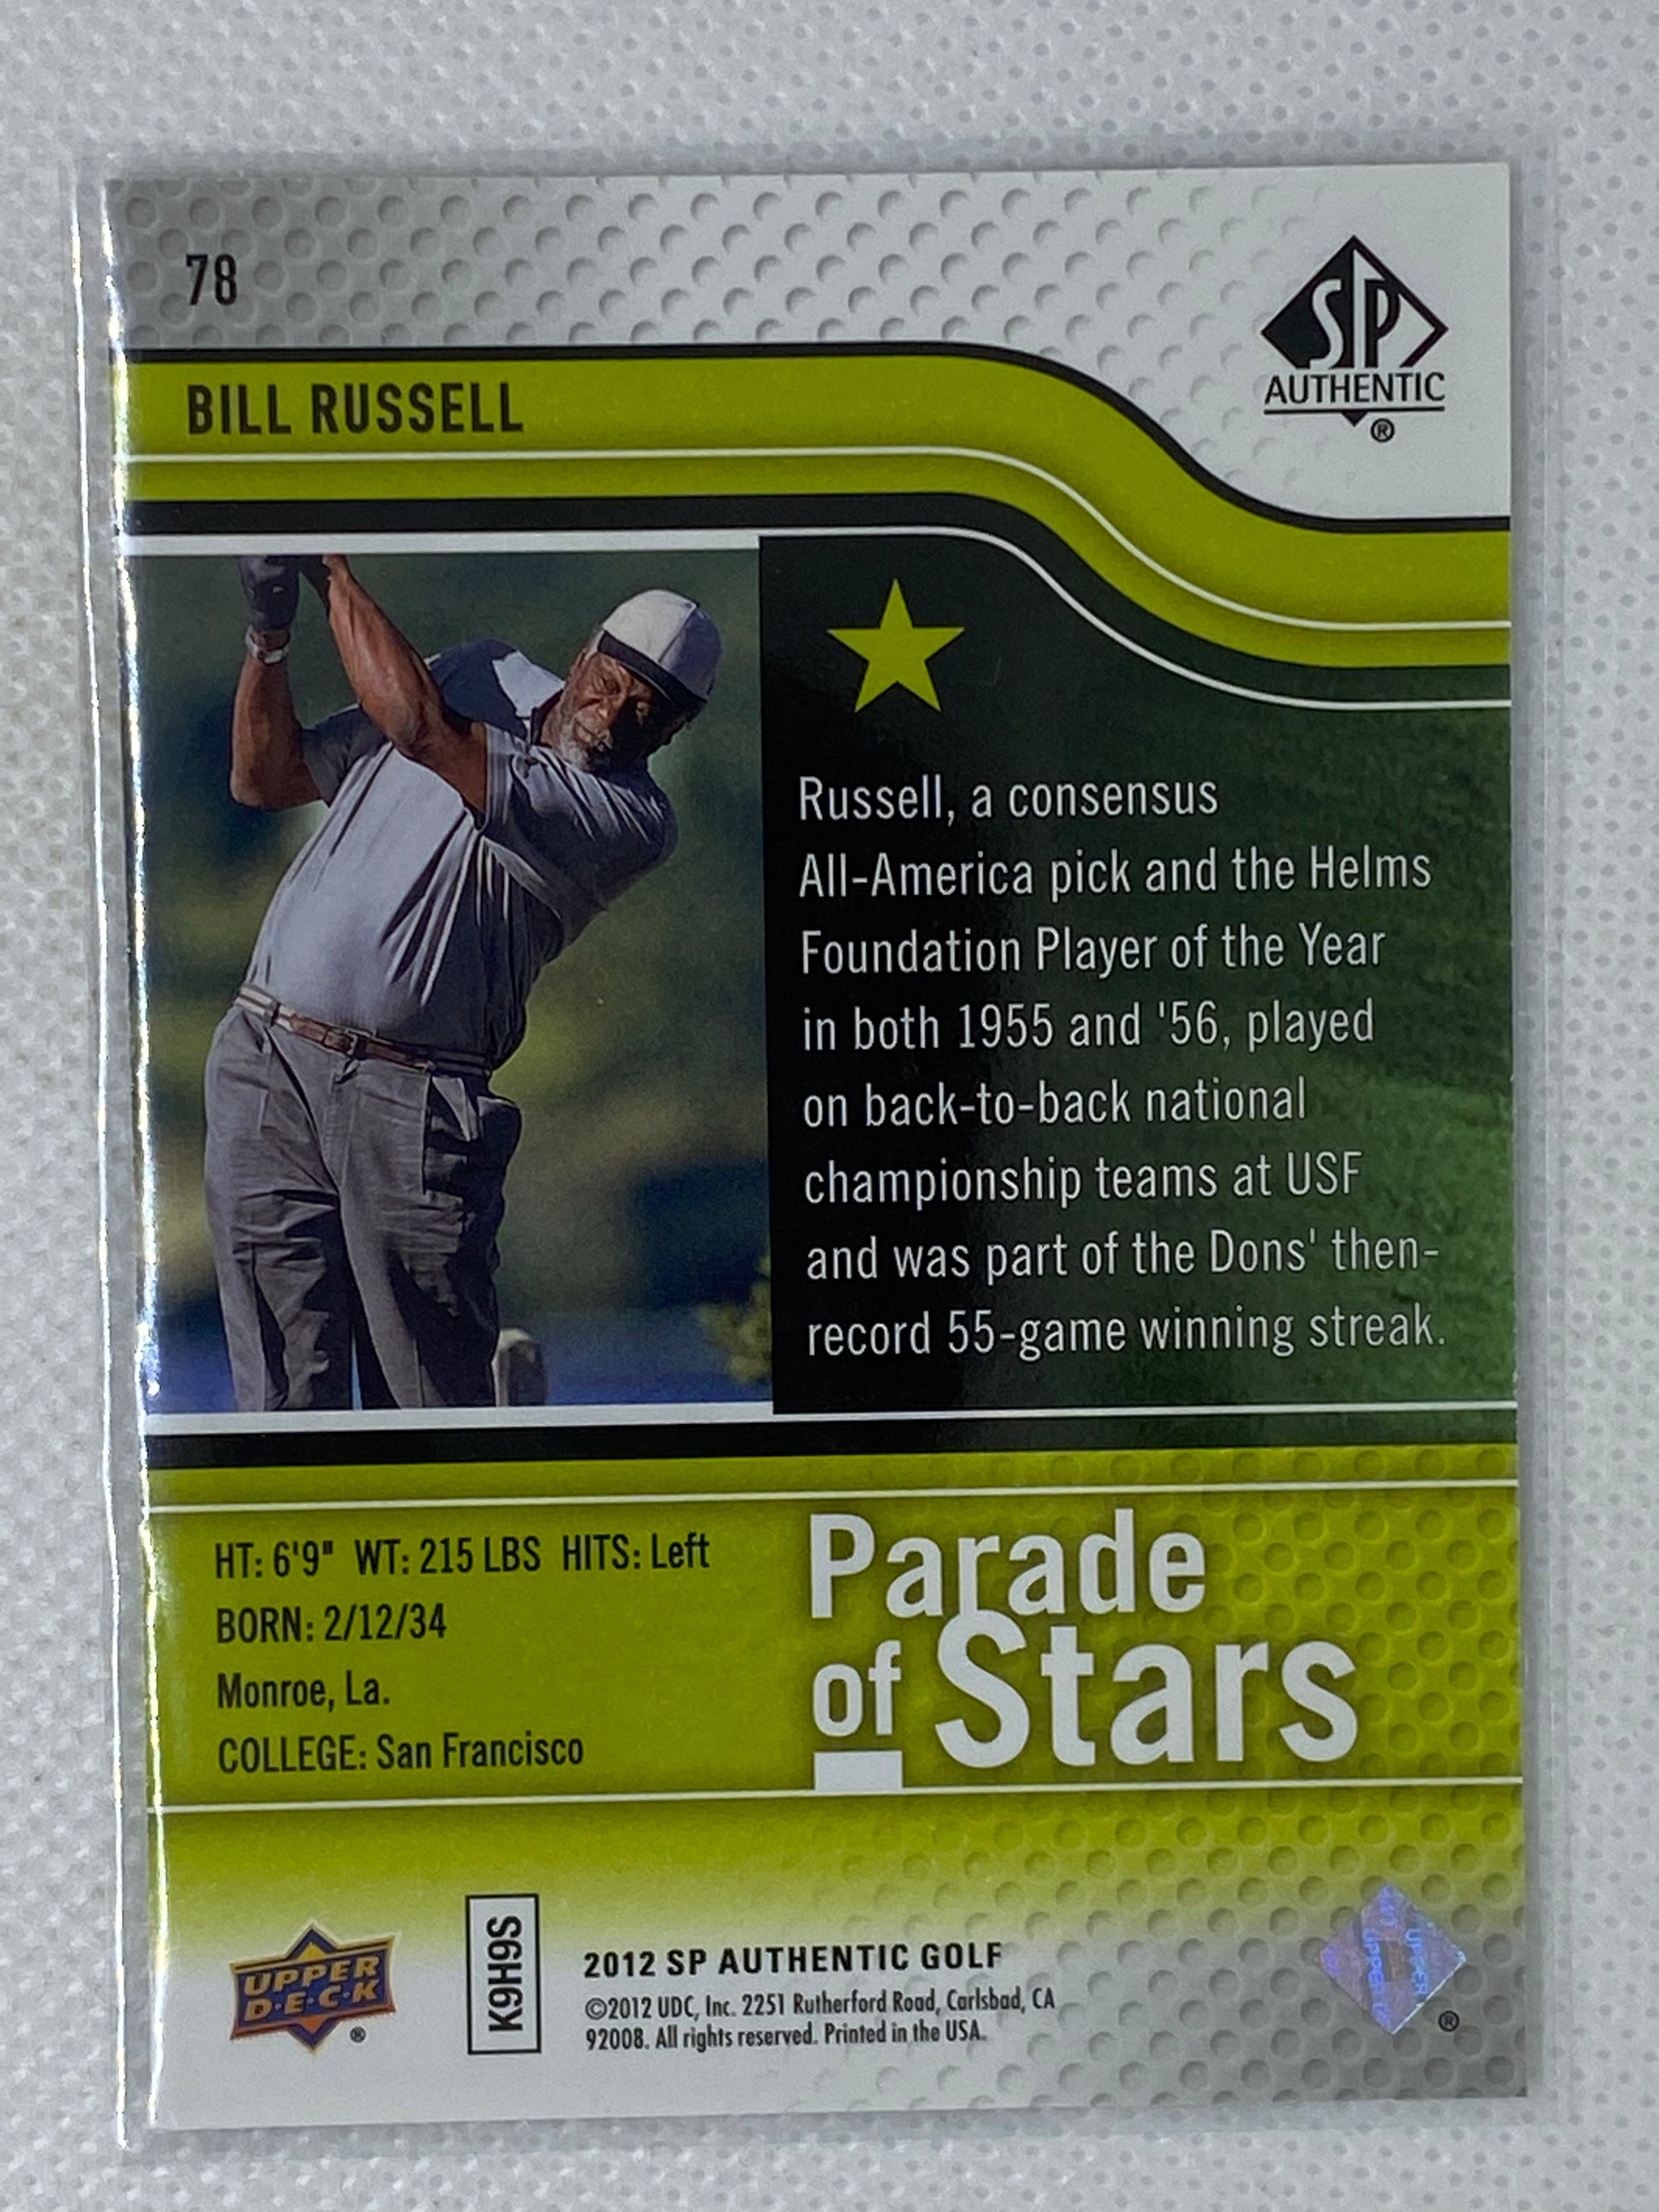 78
SP
AUTHENTIC
®
BILL RUSSELL
Russell, a consensus
All-America pick and the Helms
Foundation Player of the Year
in both 1955 and '56, played
on back-to-back national
championship teams at USF
and was part of the Dons' then-
record 55-game winning streak.
HT: 6'9" WT: 215 LBS HITS: Left
BORN: 2/12/34
Monroe, La.
COLLEGE: San Francisco
Parade
of Stars
UPPER
D·E·C·K
®
K9H9S
2012 SP AUTHENTIC GOLF
©2012 UDC, Inc. 2251 Rutherford Road, Carlsbad, CA
92008. All rights reserved. Printed in the USA.
UPPER
UPPER
®